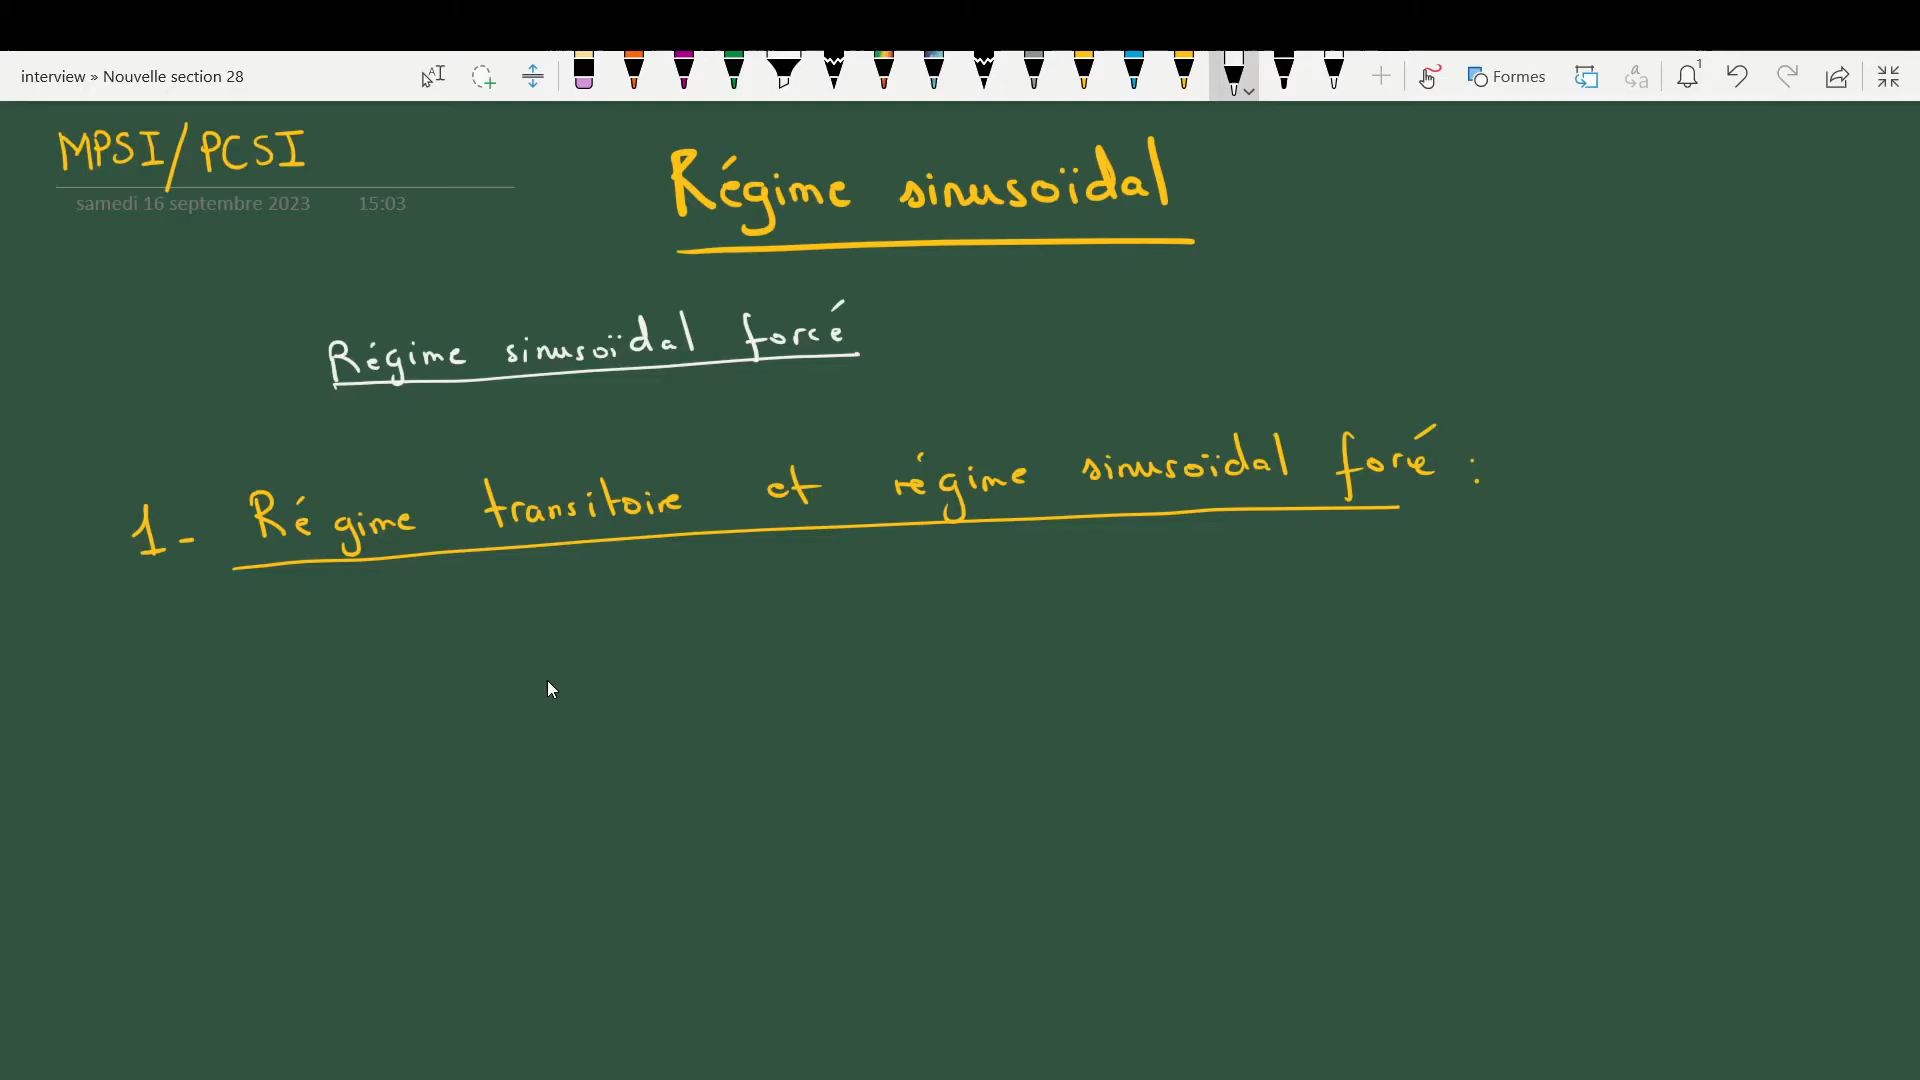 interview » Nouvelle section 28
Formes
1
MPSI/PCSI
samedi 16 septembre 2023 15:03
Régime sinusoïdal
Régime sinusoïdal forcé
1- Régime transitoire et régime sinusoïdal forcé :